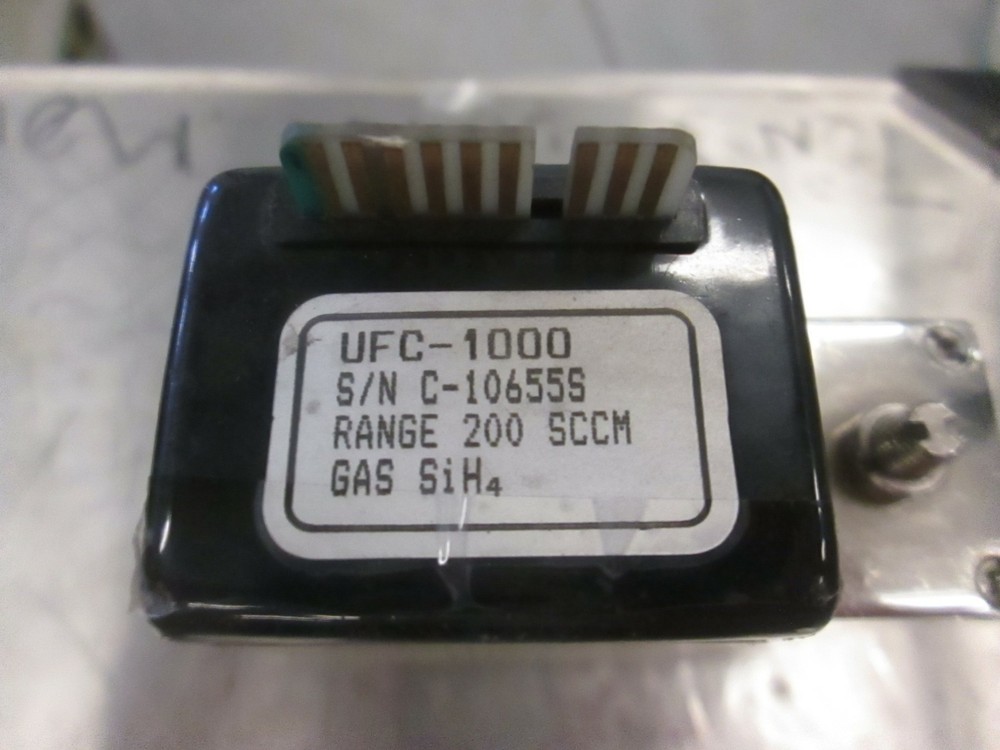 UFC-1000
S/N C-10655S
RANGE 200 SCCM
GAS SiH₄